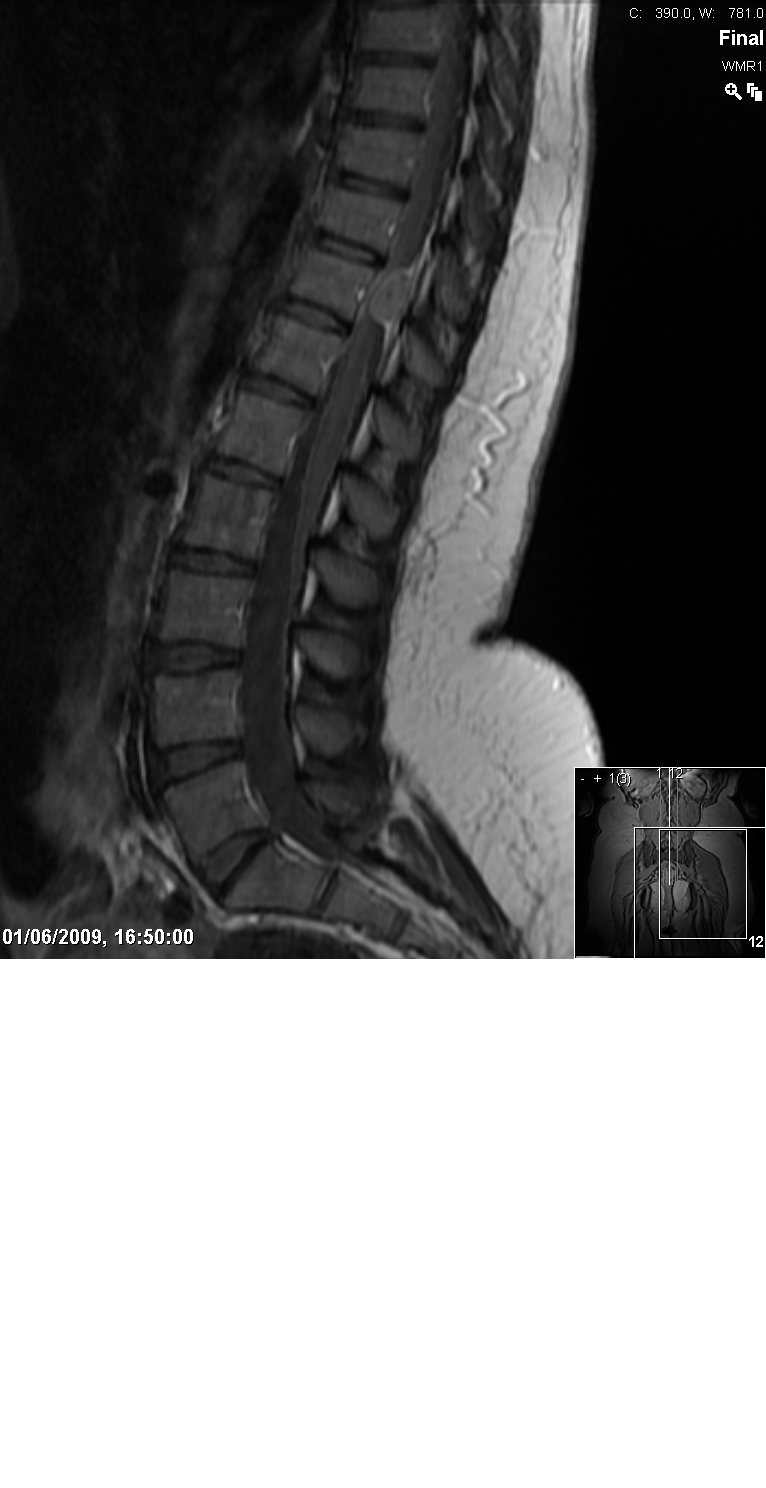 C: 390.0, W: 781.0
Final
WMR1
- + 1(3) 1 12
12
01/06/2009, 16:50:00